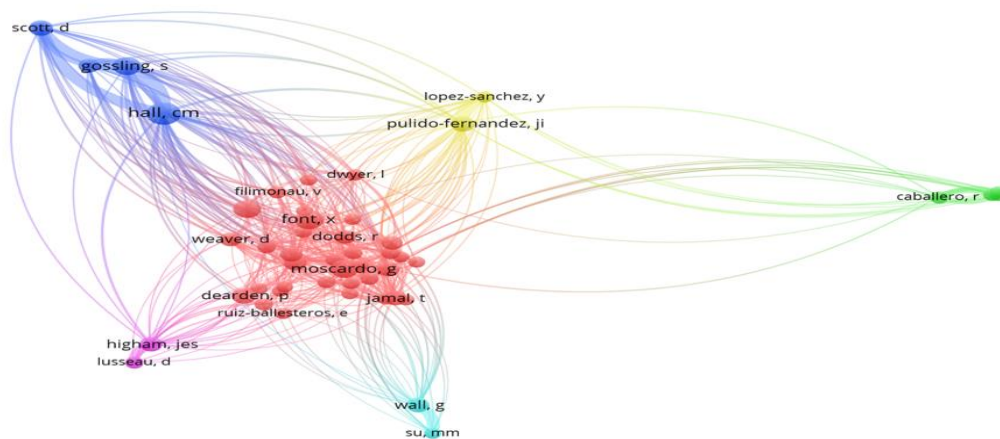 scott, d
gossling, s
hall, cm
lopez-sanchez, y
pulido-fernandez, ji
dwyer, l
filimonau, v
caballero, r
font, x
weaver, d
dodds, r
moscardo, g
dearden, p
jamal, t
ruiz-ballesteros, e
higham, jes
lusseau, d
wall, g
su, mm